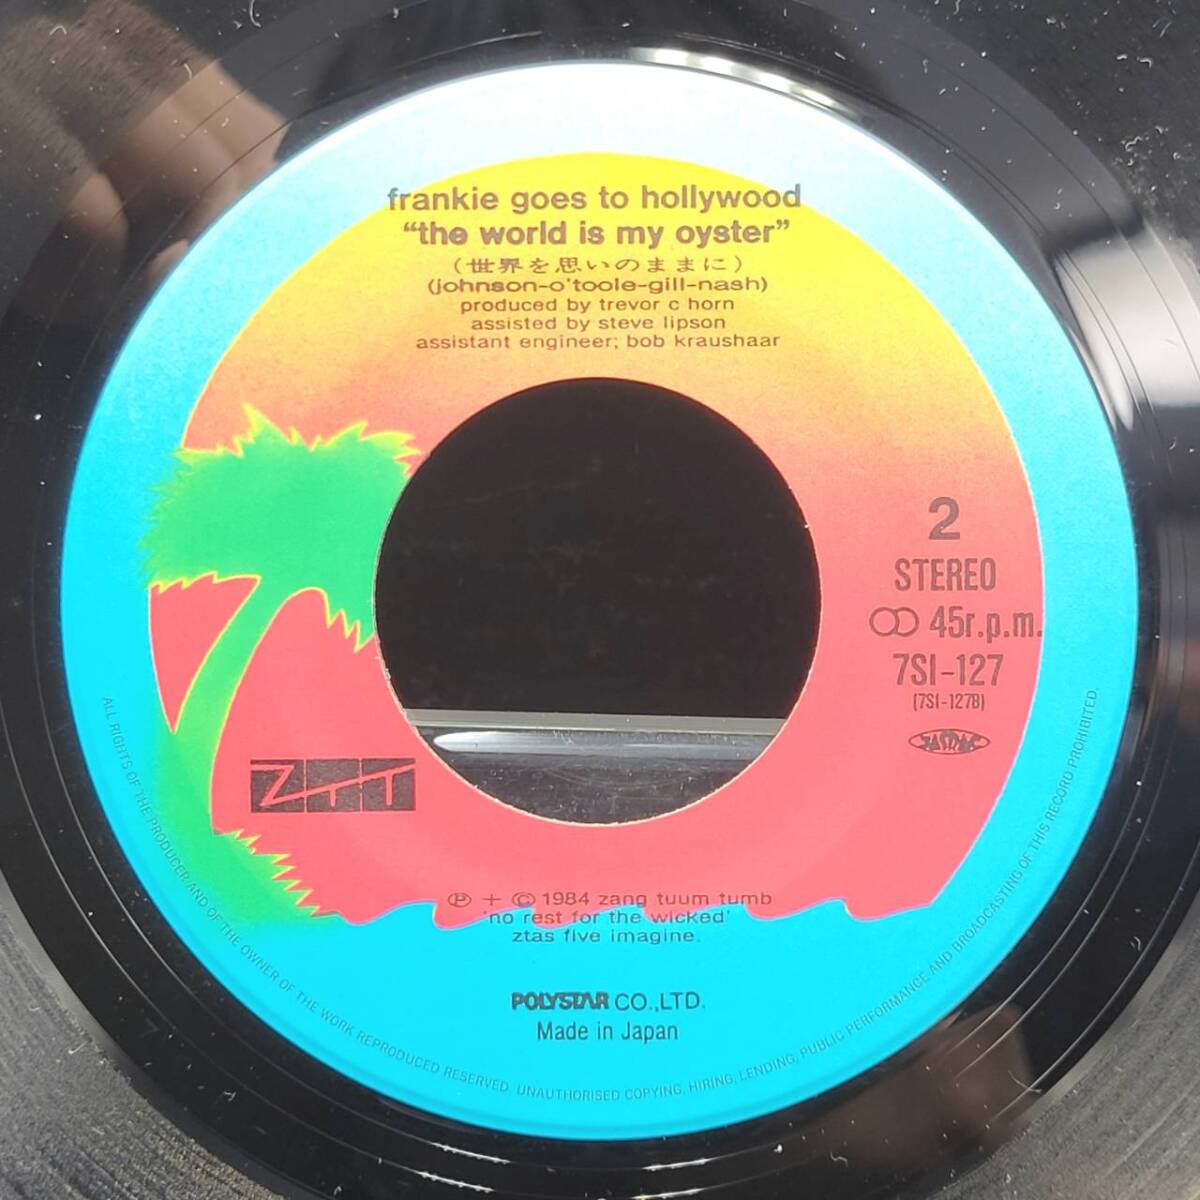 frankie goes to hollywood
“the world is my oyster”
(世界を思いのままに)
(johnson-o'toole-gill-nash)
produced by trevor c horn
assisted by steve lipson
assistant engineer; bob kraushaar
2
STEREO
45r.p.m.
7SI-127
(7SI-127B)
JASRAC
ZTT
Ⓟ + © 1984 zang tuum tumb
'no rest for the wicked'
ztas five imagine.
POLYSTAR CO.,LTD.
Made in Japan
ALL RIGHTS OF THE PRODUCER AND OF THE OWNER OF THE WORK REPRODUCED RESERVED. UNAUTHORISED COPYING, HIRING, LENDING, PUBLIC PERFORMANCE AND BROADCASTING OF THIS RECORD PROHIBITED.